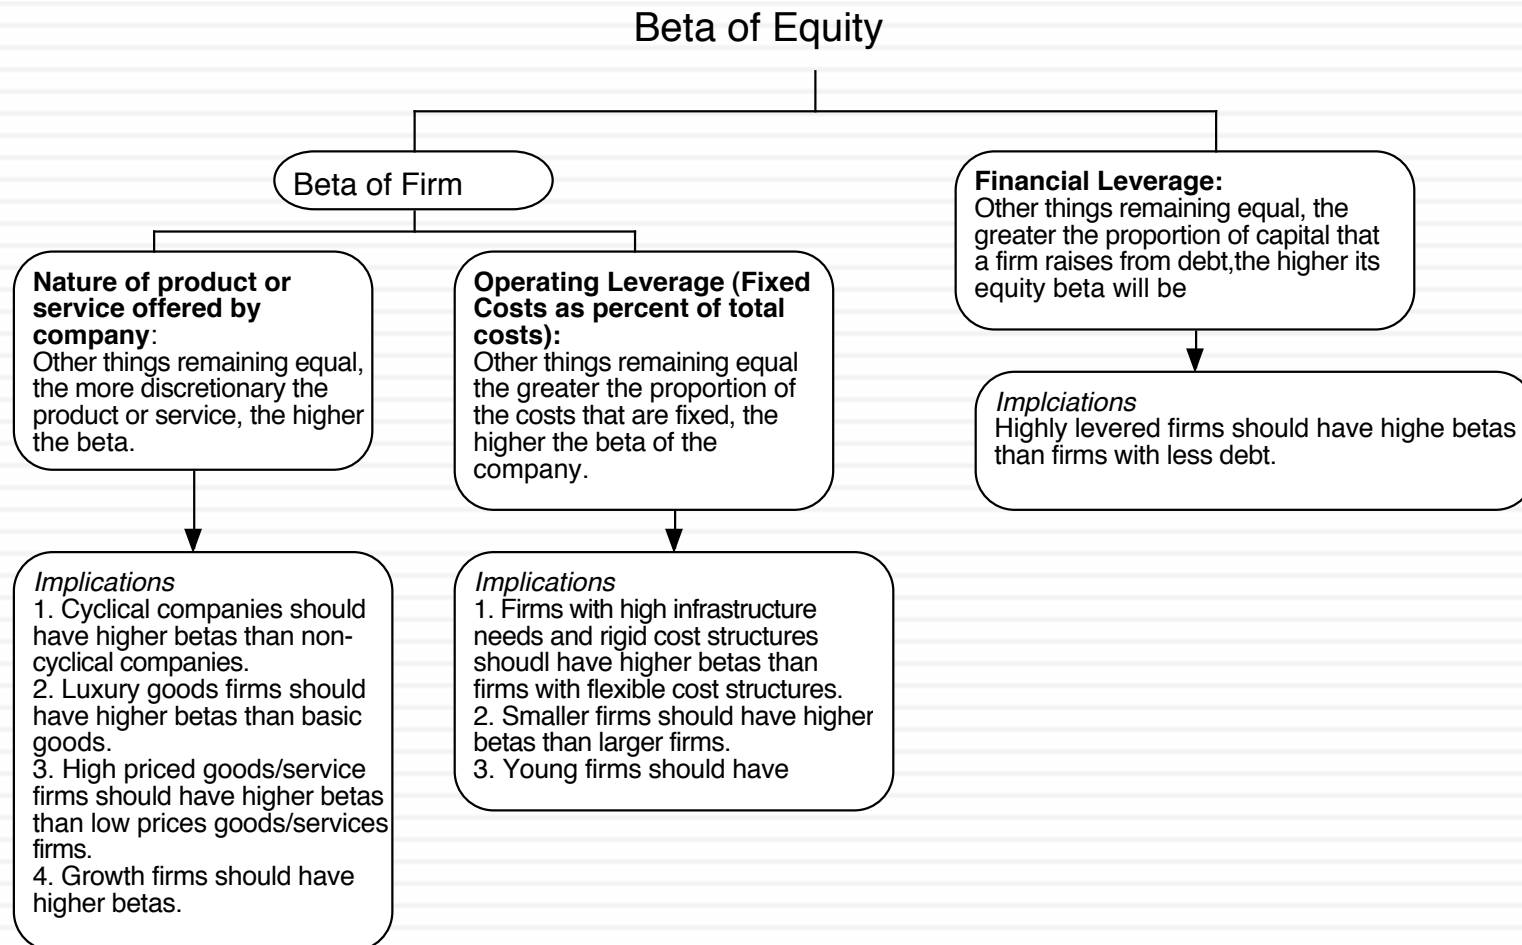 Beta of Equity
Beta of Firm
Nature of product or
service offered by
company:
Other things remaining equal,
the more discretionary the
product or service, the higher
the beta.
Operating Leverage (Fixed
Costs as percent of total
costs):
Other things remaining equal
the greater the proportion of
the costs that are fixed, the
higher the beta of the
company.
Financial Leverage:
Other things remaining equal, the
greater the proportion of capital that
a firm raises from debt,the higher its
equity beta will be
Implications
1. Cyclical companies should
have higher betas than non-
cyclical companies.
2. Luxury goods firms should
have higher betas than basic
goods.
3. High priced goods/service
firms should have higher betas
than low prices goods/services
firms.
4. Growth firms should have
higher betas.
Implications
1. Firms with high infrastructure
needs and rigid cost structures
shoudl have higher betas than
firms with flexible cost structures.
2. Smaller firms should have higher
betas than larger firms.
3. Young firms should have
Implciations
Highly levered firms should have highe betas
than firms with less debt.